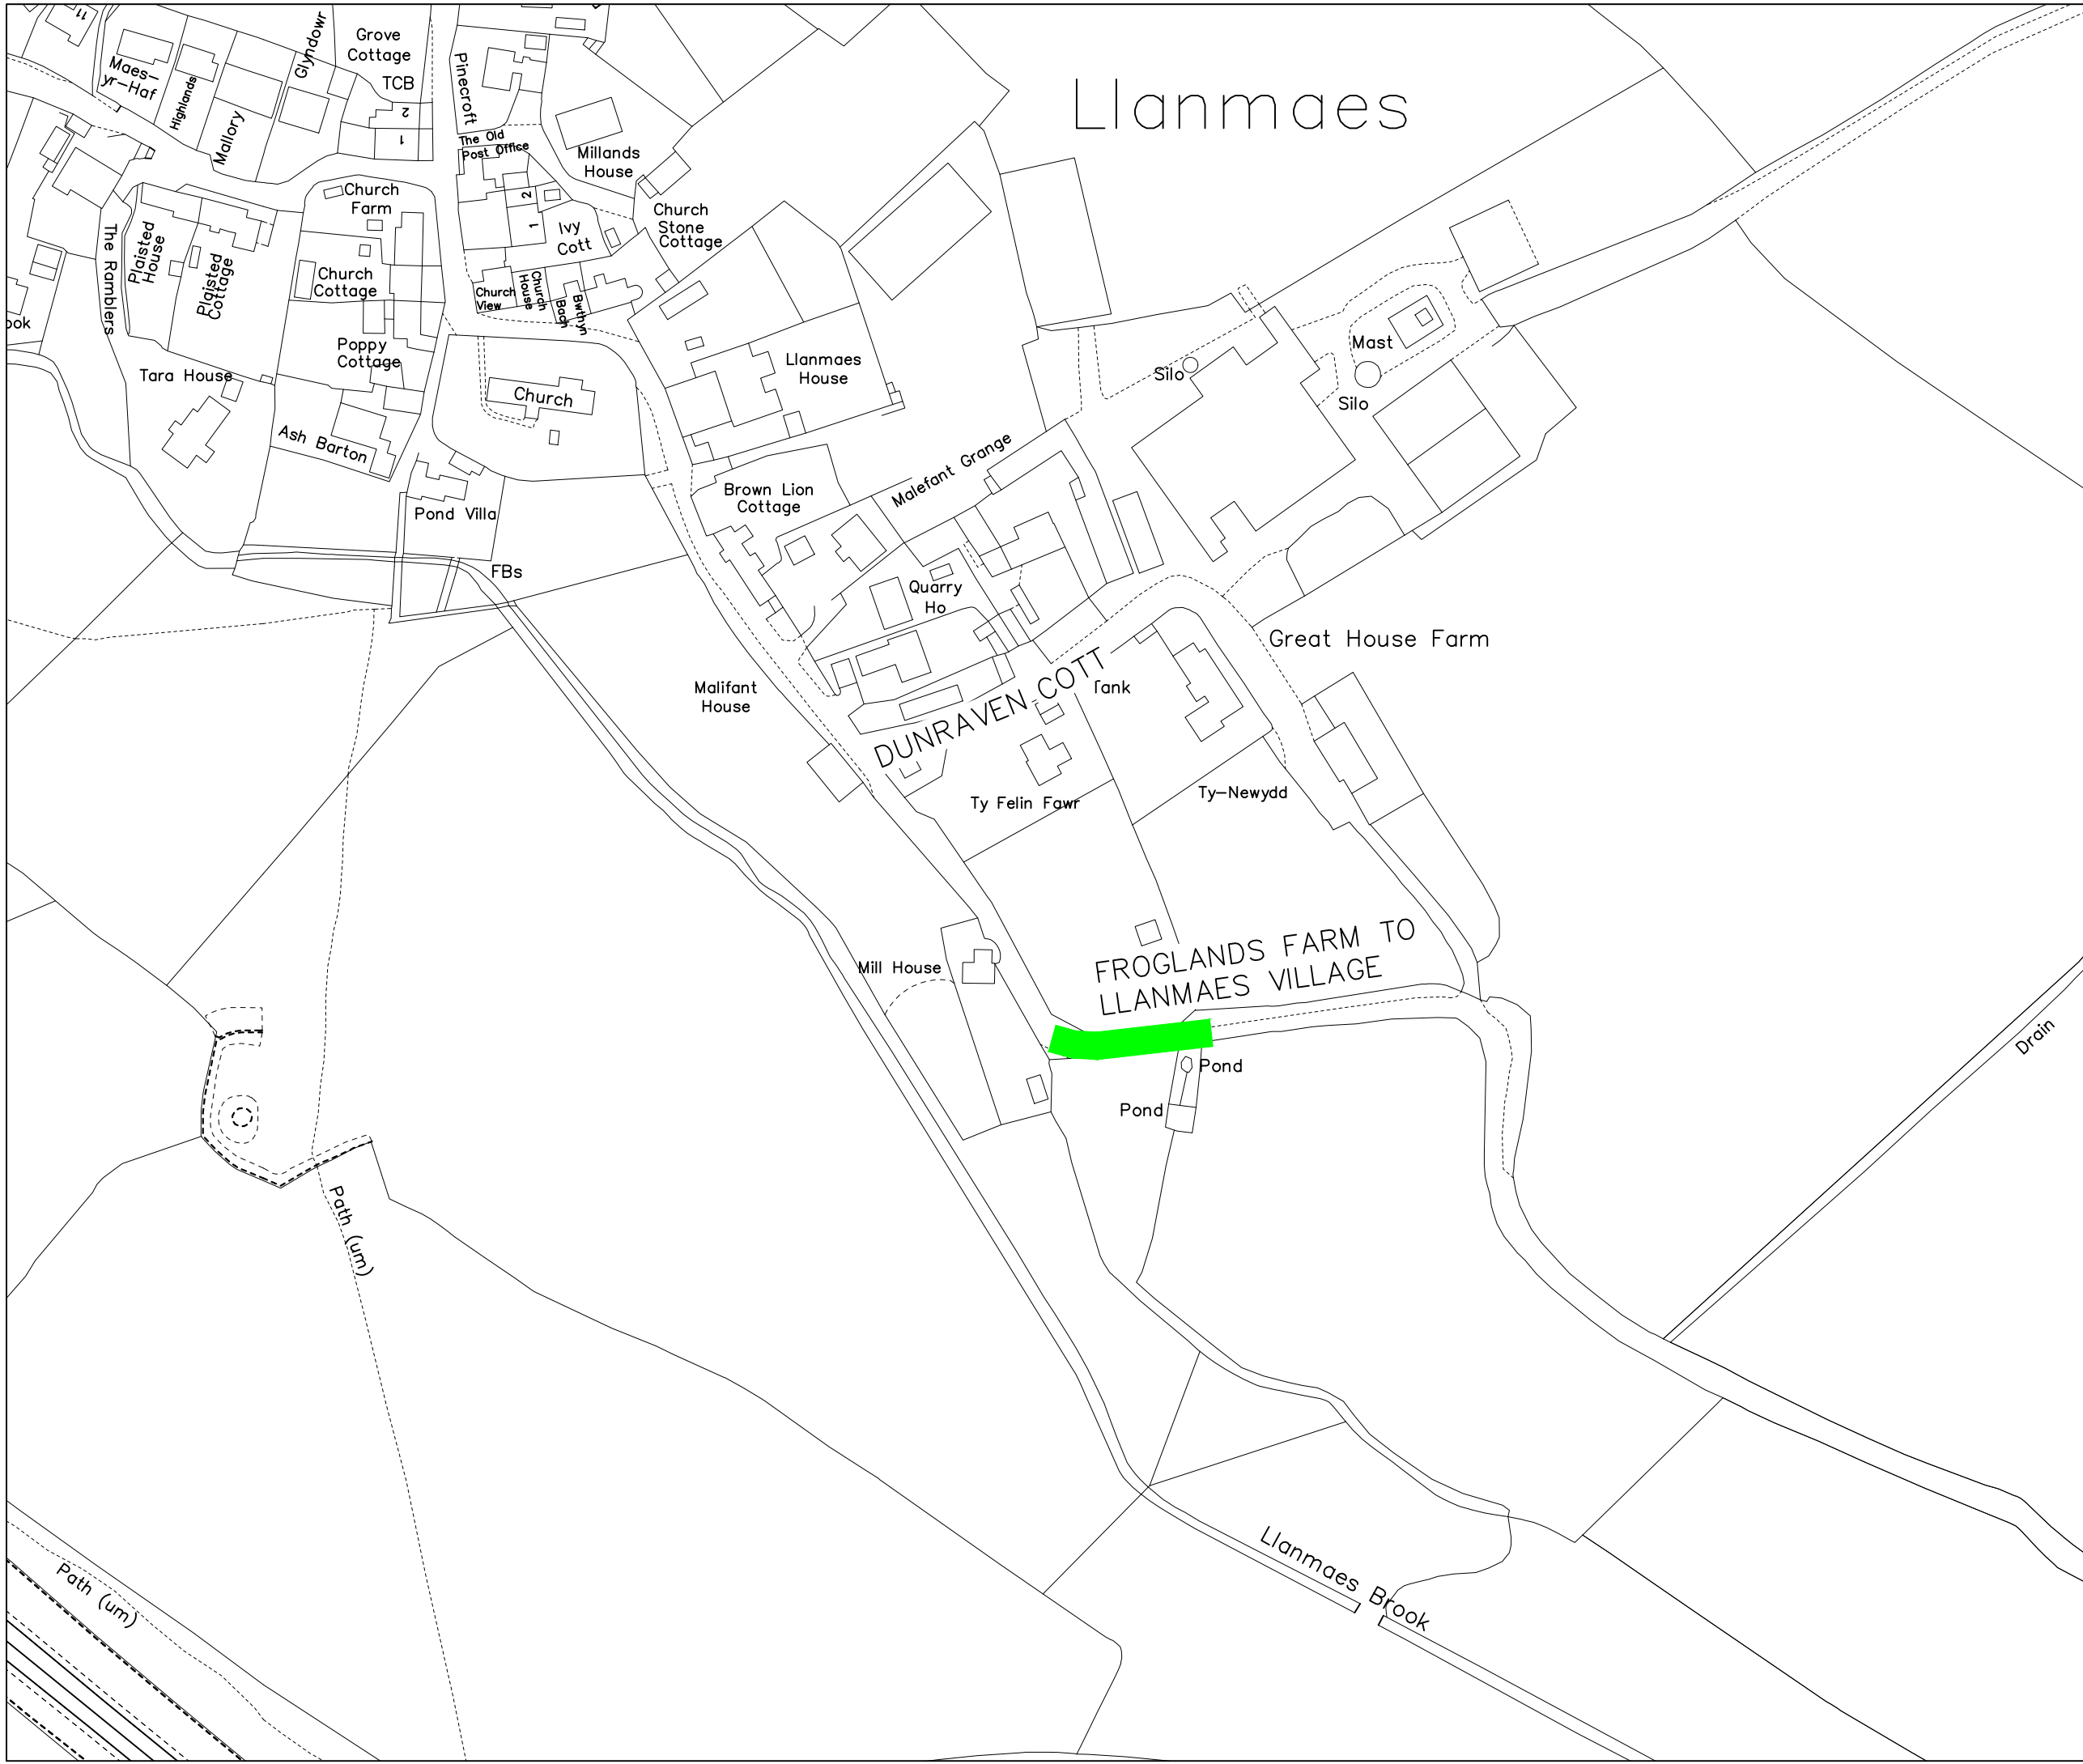 11
Maes-
yr-Haf
Highlands
Mallory
Glyndowr
Grove
Cottage
TCB
2
1
Pinecroft
The Old
Post Office
Millands
House
Llanmaes
Church
Farm
2
1
Ivy
Cott
Church
Stone
Cottage
The Ramblers
Plaisted
House
Plaisted
Cottage
Church
Cottage
Church
View
Church
House
Bwthyn
Bach
ook
Poppy
Cottage
Tara House
Church
Llanmaes
House
Silo
Mast
Silo
Ash Barton
Pond Villa
Brown Lion
Cottage
Malefant Grange
FBs
Quarry
Ho
Great House Farm
Malifant
House
DUNRAVEN COTT
Tank
Ty Felin Fawr
Ty-Newydd
Mill House
FROGLANDS FARM TO
LLANMAES VILLAGE
Pond
Pond
Drain
Path (um)
Path (um)
Llanmaes Brook